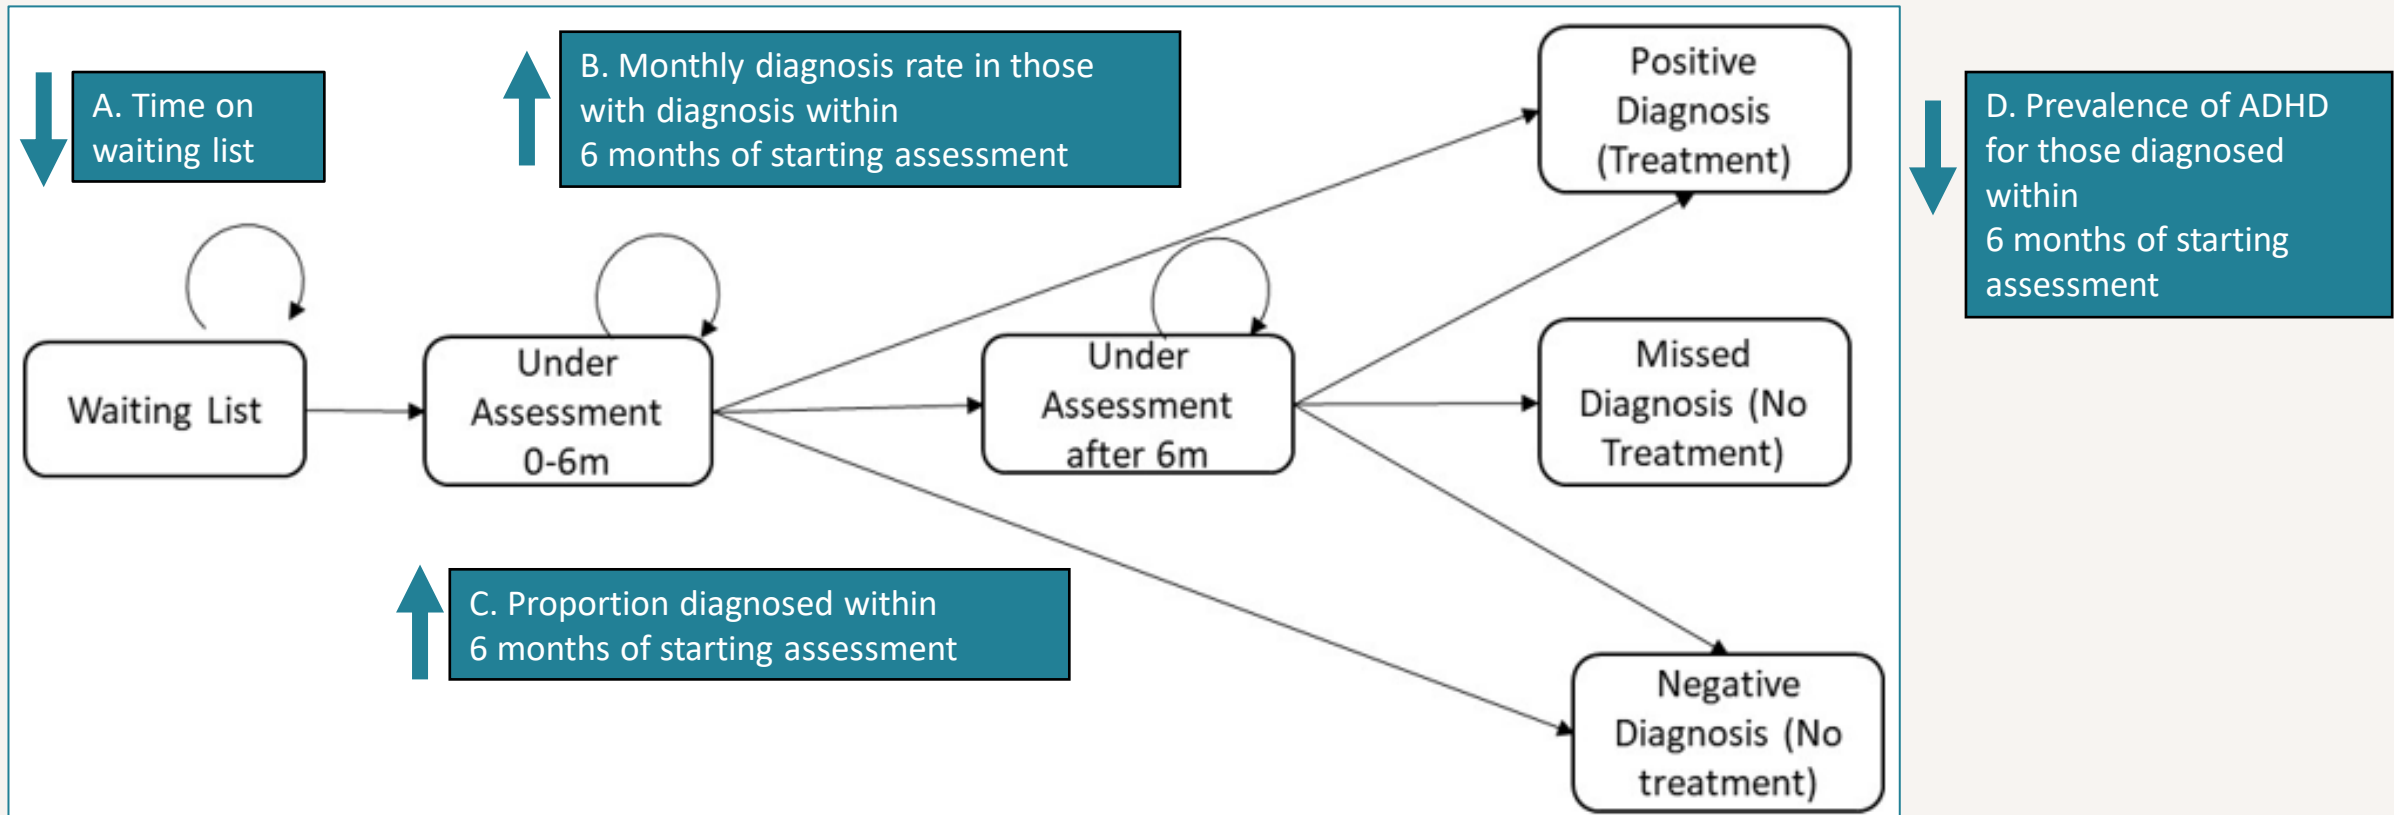 A. Time on
waiting list
B. Monthly diagnosis rate in those
with diagnosis within
6 months of starting assessment
Positive
Diagnosis
(Treatment)
D. Prevalence of ADHD
for those diagnosed
within
6 months of starting
assessment
Waiting List
Under
Assessment
0-6m
Under
Assessment
after 6m
Missed
Diagnosis (No
Treatment)
C. Proportion diagnosed within
6 months of starting assessment
Negative
Diagnosis (No
treatment)